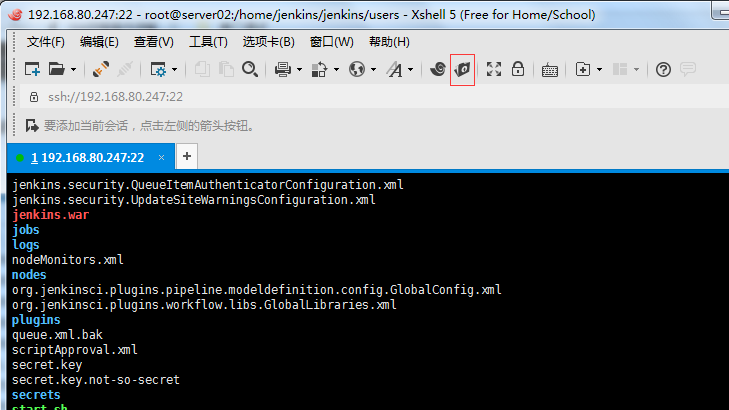 192.168.80.247:22 - root@server02:/home/jenkins/jenkins/users - Xshell 5 (Free for Home/School)
文件(F) 编辑(E) 查看(V) 工具(T) 选项卡(B) 窗口(W) 帮助(H)
ssh://192.168.80.247:22
要添加当前会话，点击左侧的箭头按钮。
1 192.168.80.247:22 × +
jenkins.security.QueueItemAuthenticatorConfiguration.xml
jenkins.security.UpdateSiteWarningsConfiguration.xml
jenkins.war
jobs
logs
nodeMonitors.xml
nodes
org.jenkinsci.plugins.pipeline.modeldefinition.config.GlobalConfig.xml
org.jenkinsci.plugins.workflow.libs.GlobalLibraries.xml
plugins
queue.xml.bak
scriptApproval.xml
secret.key
secret.key.not-so-secret
secrets
start.sh